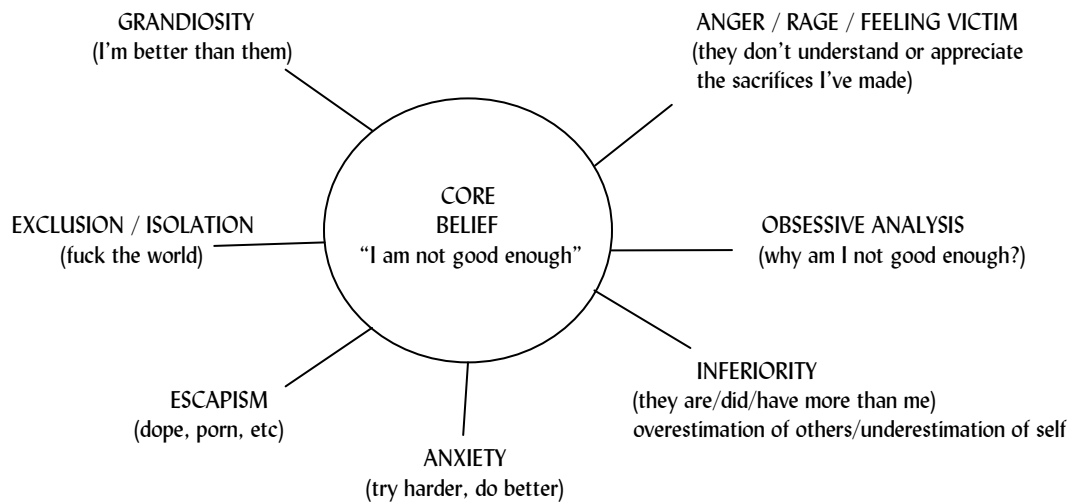 GRANDIOSITY
(I'm better than them)
ANGER / RAGE / FEELING VICTIM
(they don't understand or appreciate
the sacrifices I've made)
EXCLUSION / ISOLATION
(fuck the world)
CORE
BELIEF
“I am not good enough”
OBSESSIVE ANALYSIS
(why am I not good enough?)
ESCAPISM
(dope, porn, etc)
ANXIETY
(try harder, do better)
INFERIORITY
(they are/did/have more than me)
overestimation of others/underestimation of self